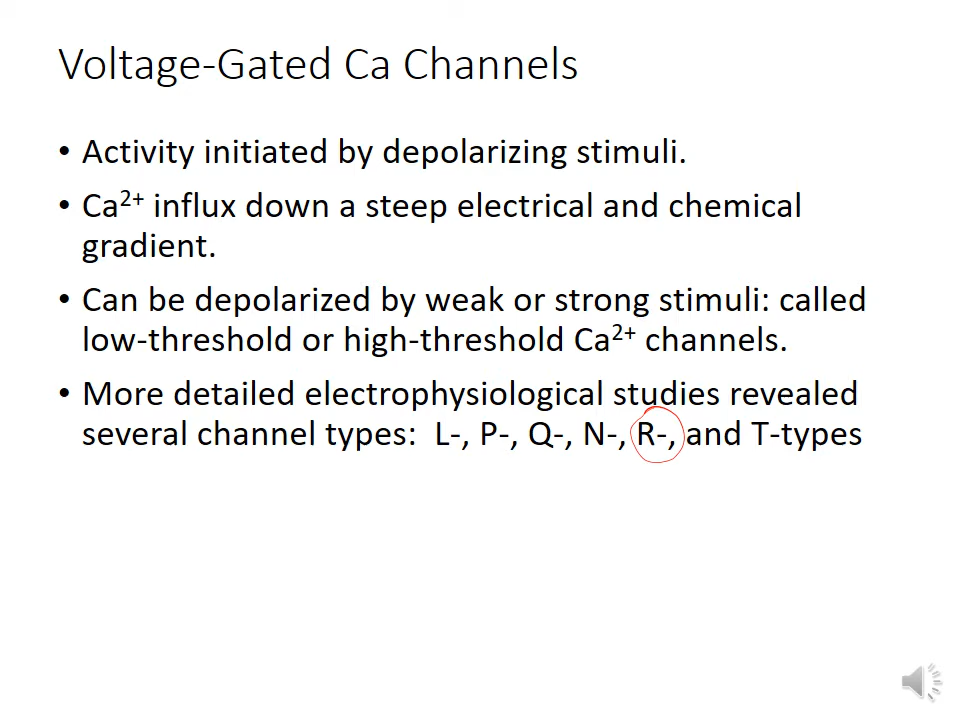 Voltage-Gated Ca Channels
• Activity initiated by depolarizing stimuli.
• Ca²⁺ influx down a steep electrical and chemical
gradient.
• Can be depolarized by weak or strong stimuli: called
low-threshold or high-threshold Ca²⁺ channels.
• More detailed electrophysiological studies revealed
several channel types:  L-, P-, Q-, N-, R-, and T-types